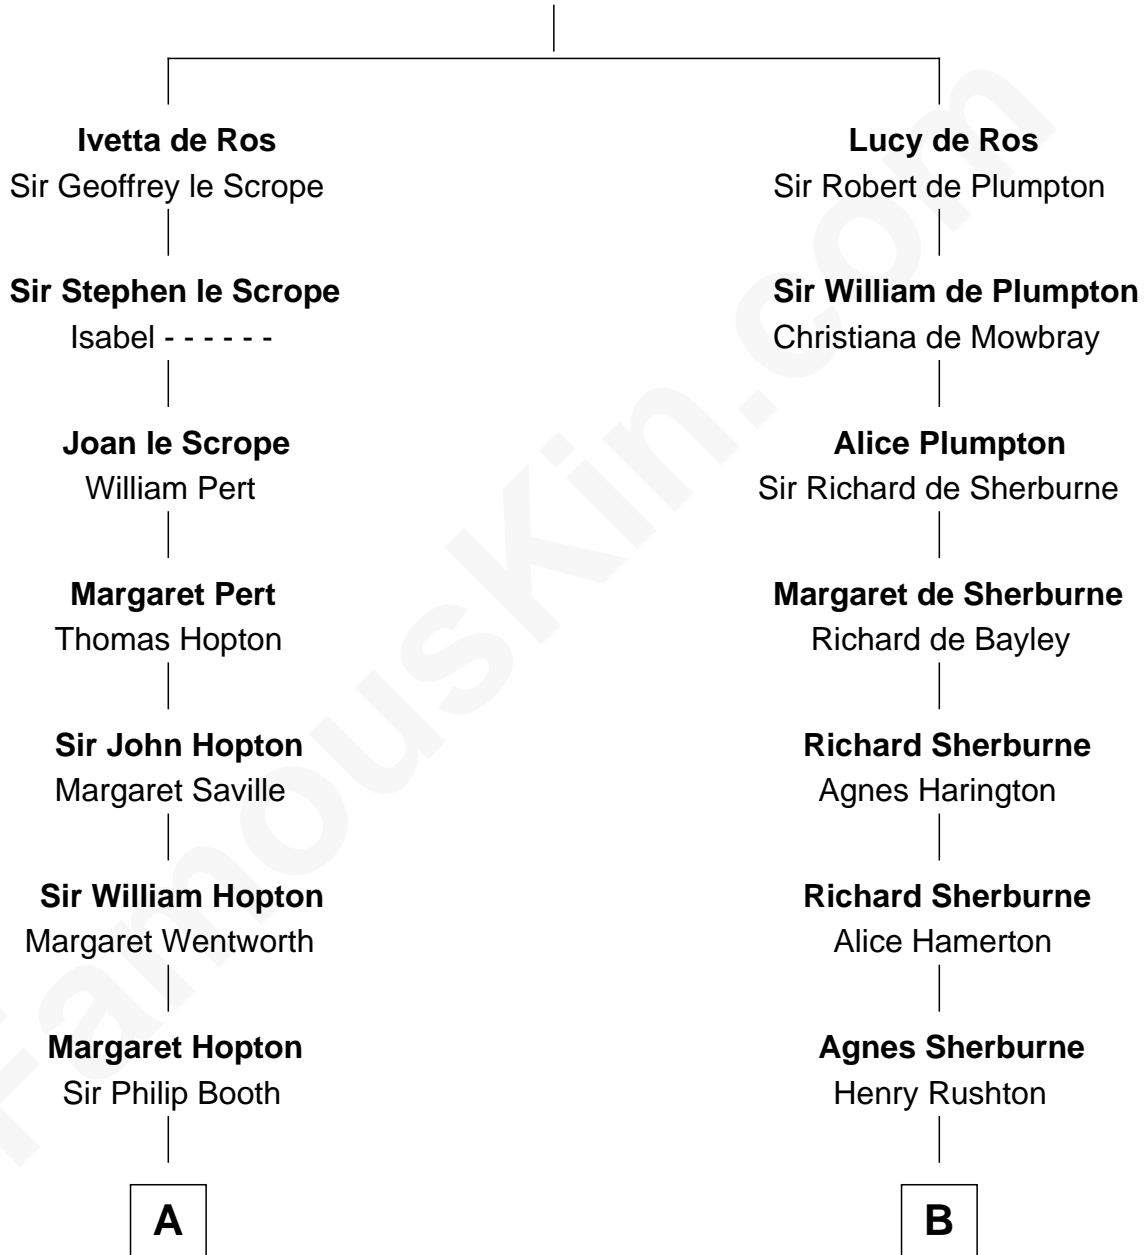 Ivetta de Ros
Sir Geoffrey le Scrope
Sir Stephen le Scrope
Isabel - - - - - -
Joan le Scrope
William Pert
Margaret Pert
Thomas Hopton
Sir John Hopton
Margaret Saville
Sir William Hopton
Margaret Wentworth
Margaret Hopton
Sir Philip Booth
A
Lucy de Ros
Sir Robert de Plumpton
Sir William de Plumpton
Christiana de Mowbray
Alice Plumpton
Sir Richard de Sherburne
Margaret de Sherburne
Richard de Bayley
Richard Sherburne
Agnes Harington
Richard Sherburne
Alice Hamerton
Agnes Sherburne
Henry Rushton
B
FamousKin.com